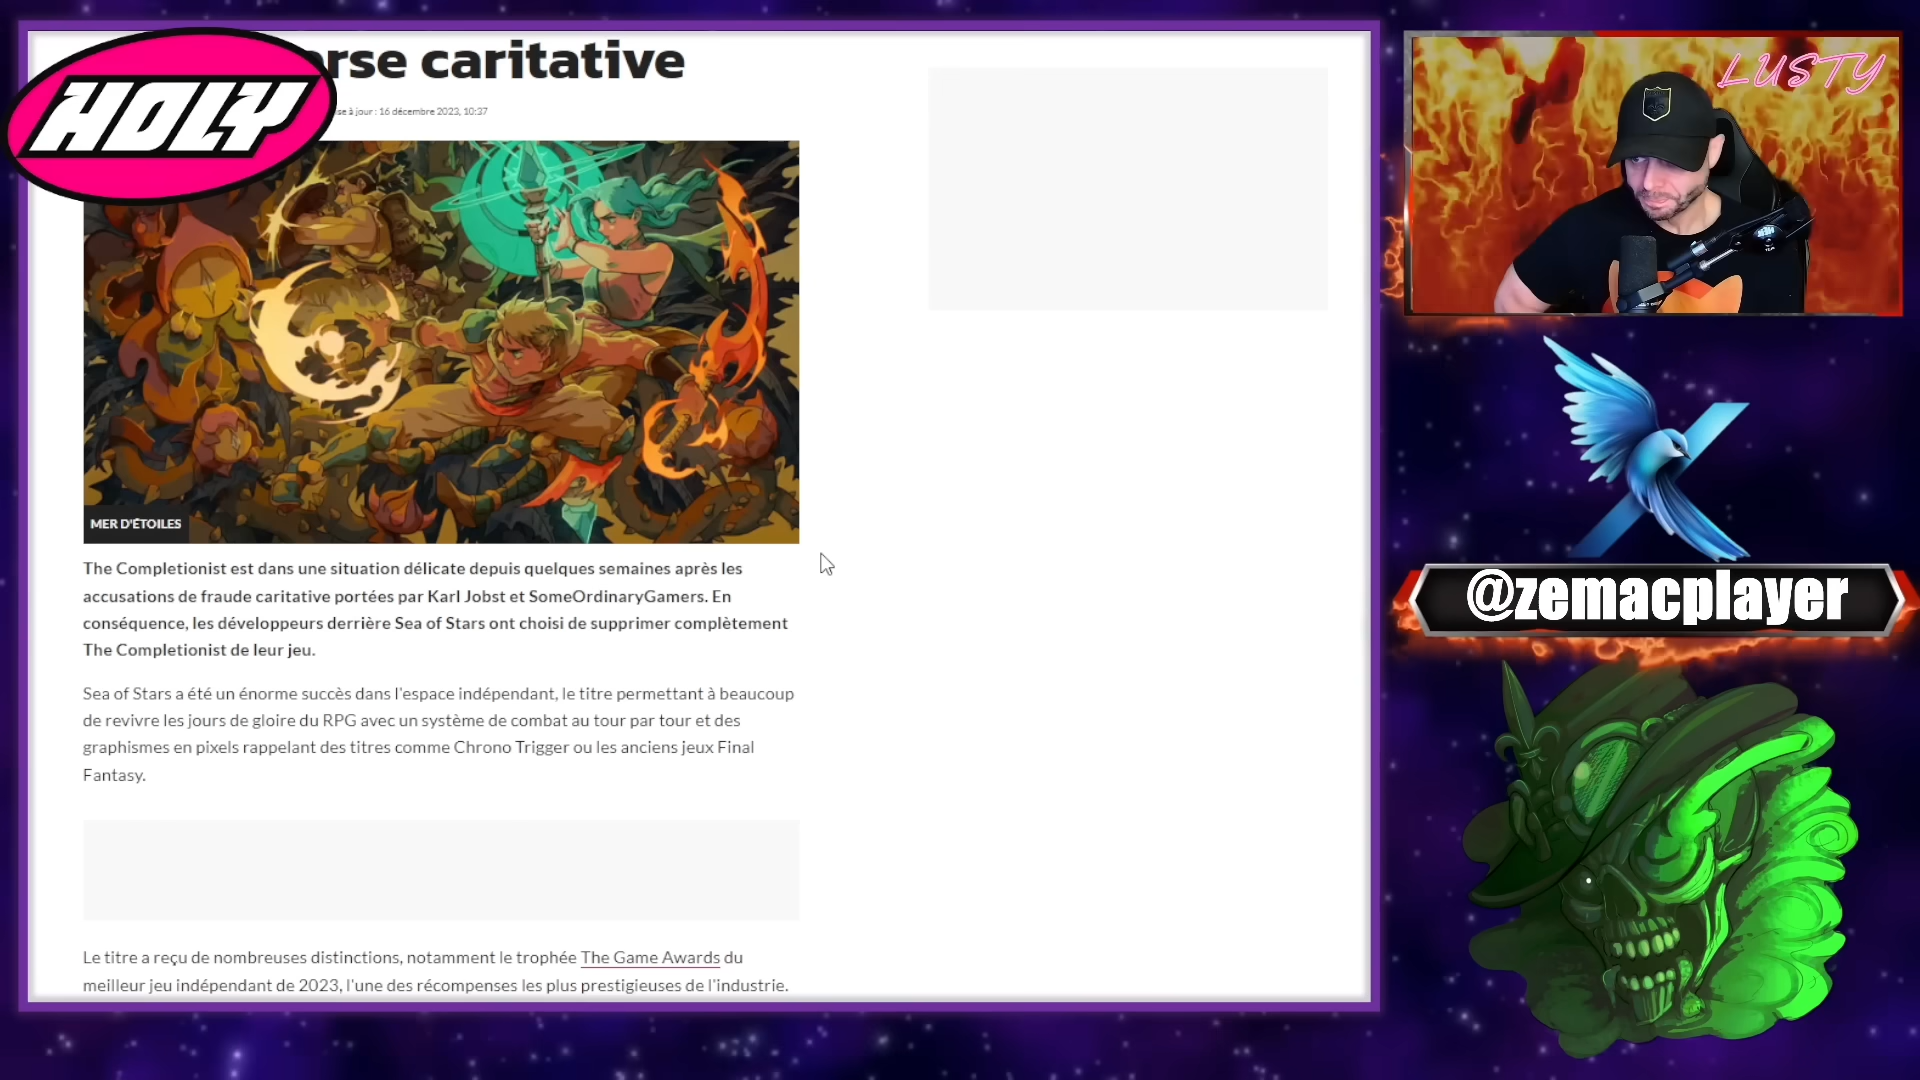 HOLY
rse caritative
se à jour : 16 décembre 2023, 10:37
MER D'ÉTOILES
The Completionist est dans une situation délicate depuis quelques semaines après les
accusations de fraude caritative portées par Karl Jobst et SomeOrdinaryGamers. En
conséquence, les développeurs derrière Sea of Stars ont choisi de supprimer complètement
The Completionist de leur jeu.
Sea of Stars a été un énorme succès dans l'espace indépendant, le titre permettant à beaucoup
de revivre les jours de gloire du RPG avec un système de combat au tour par tour et des
graphismes en pixels rappelant des titres comme Chrono Trigger ou les anciens jeux Final
Fantasy.
Le titre a reçu de nombreuses distinctions, notamment le trophée The Game Awards du
meilleur jeu indépendant de 2023, l'une des récompenses les plus prestigieuses de l'industrie.
LUSTY
@zemacplayer